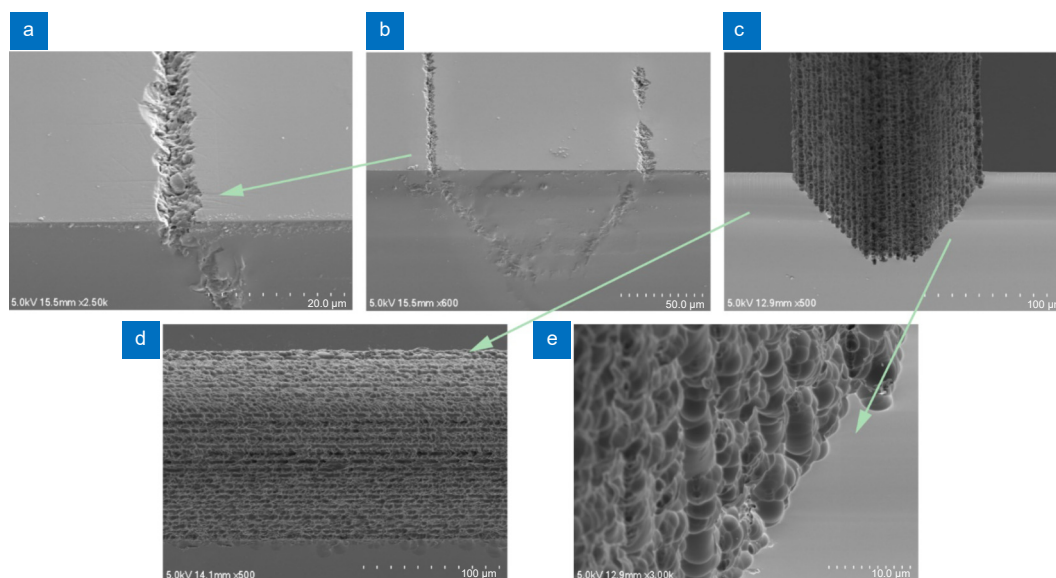 a
b
c
5.0kV 15.5mm x2.50k
20.0 µm
5.0kV 15.5mm x600
50.0 µm
5.0kV 12.9mm x500
100 µm
d
e
5.0kV 14.1mm x500
100 µm
5.0kV 12.9mm x3.00k
10.0 µm